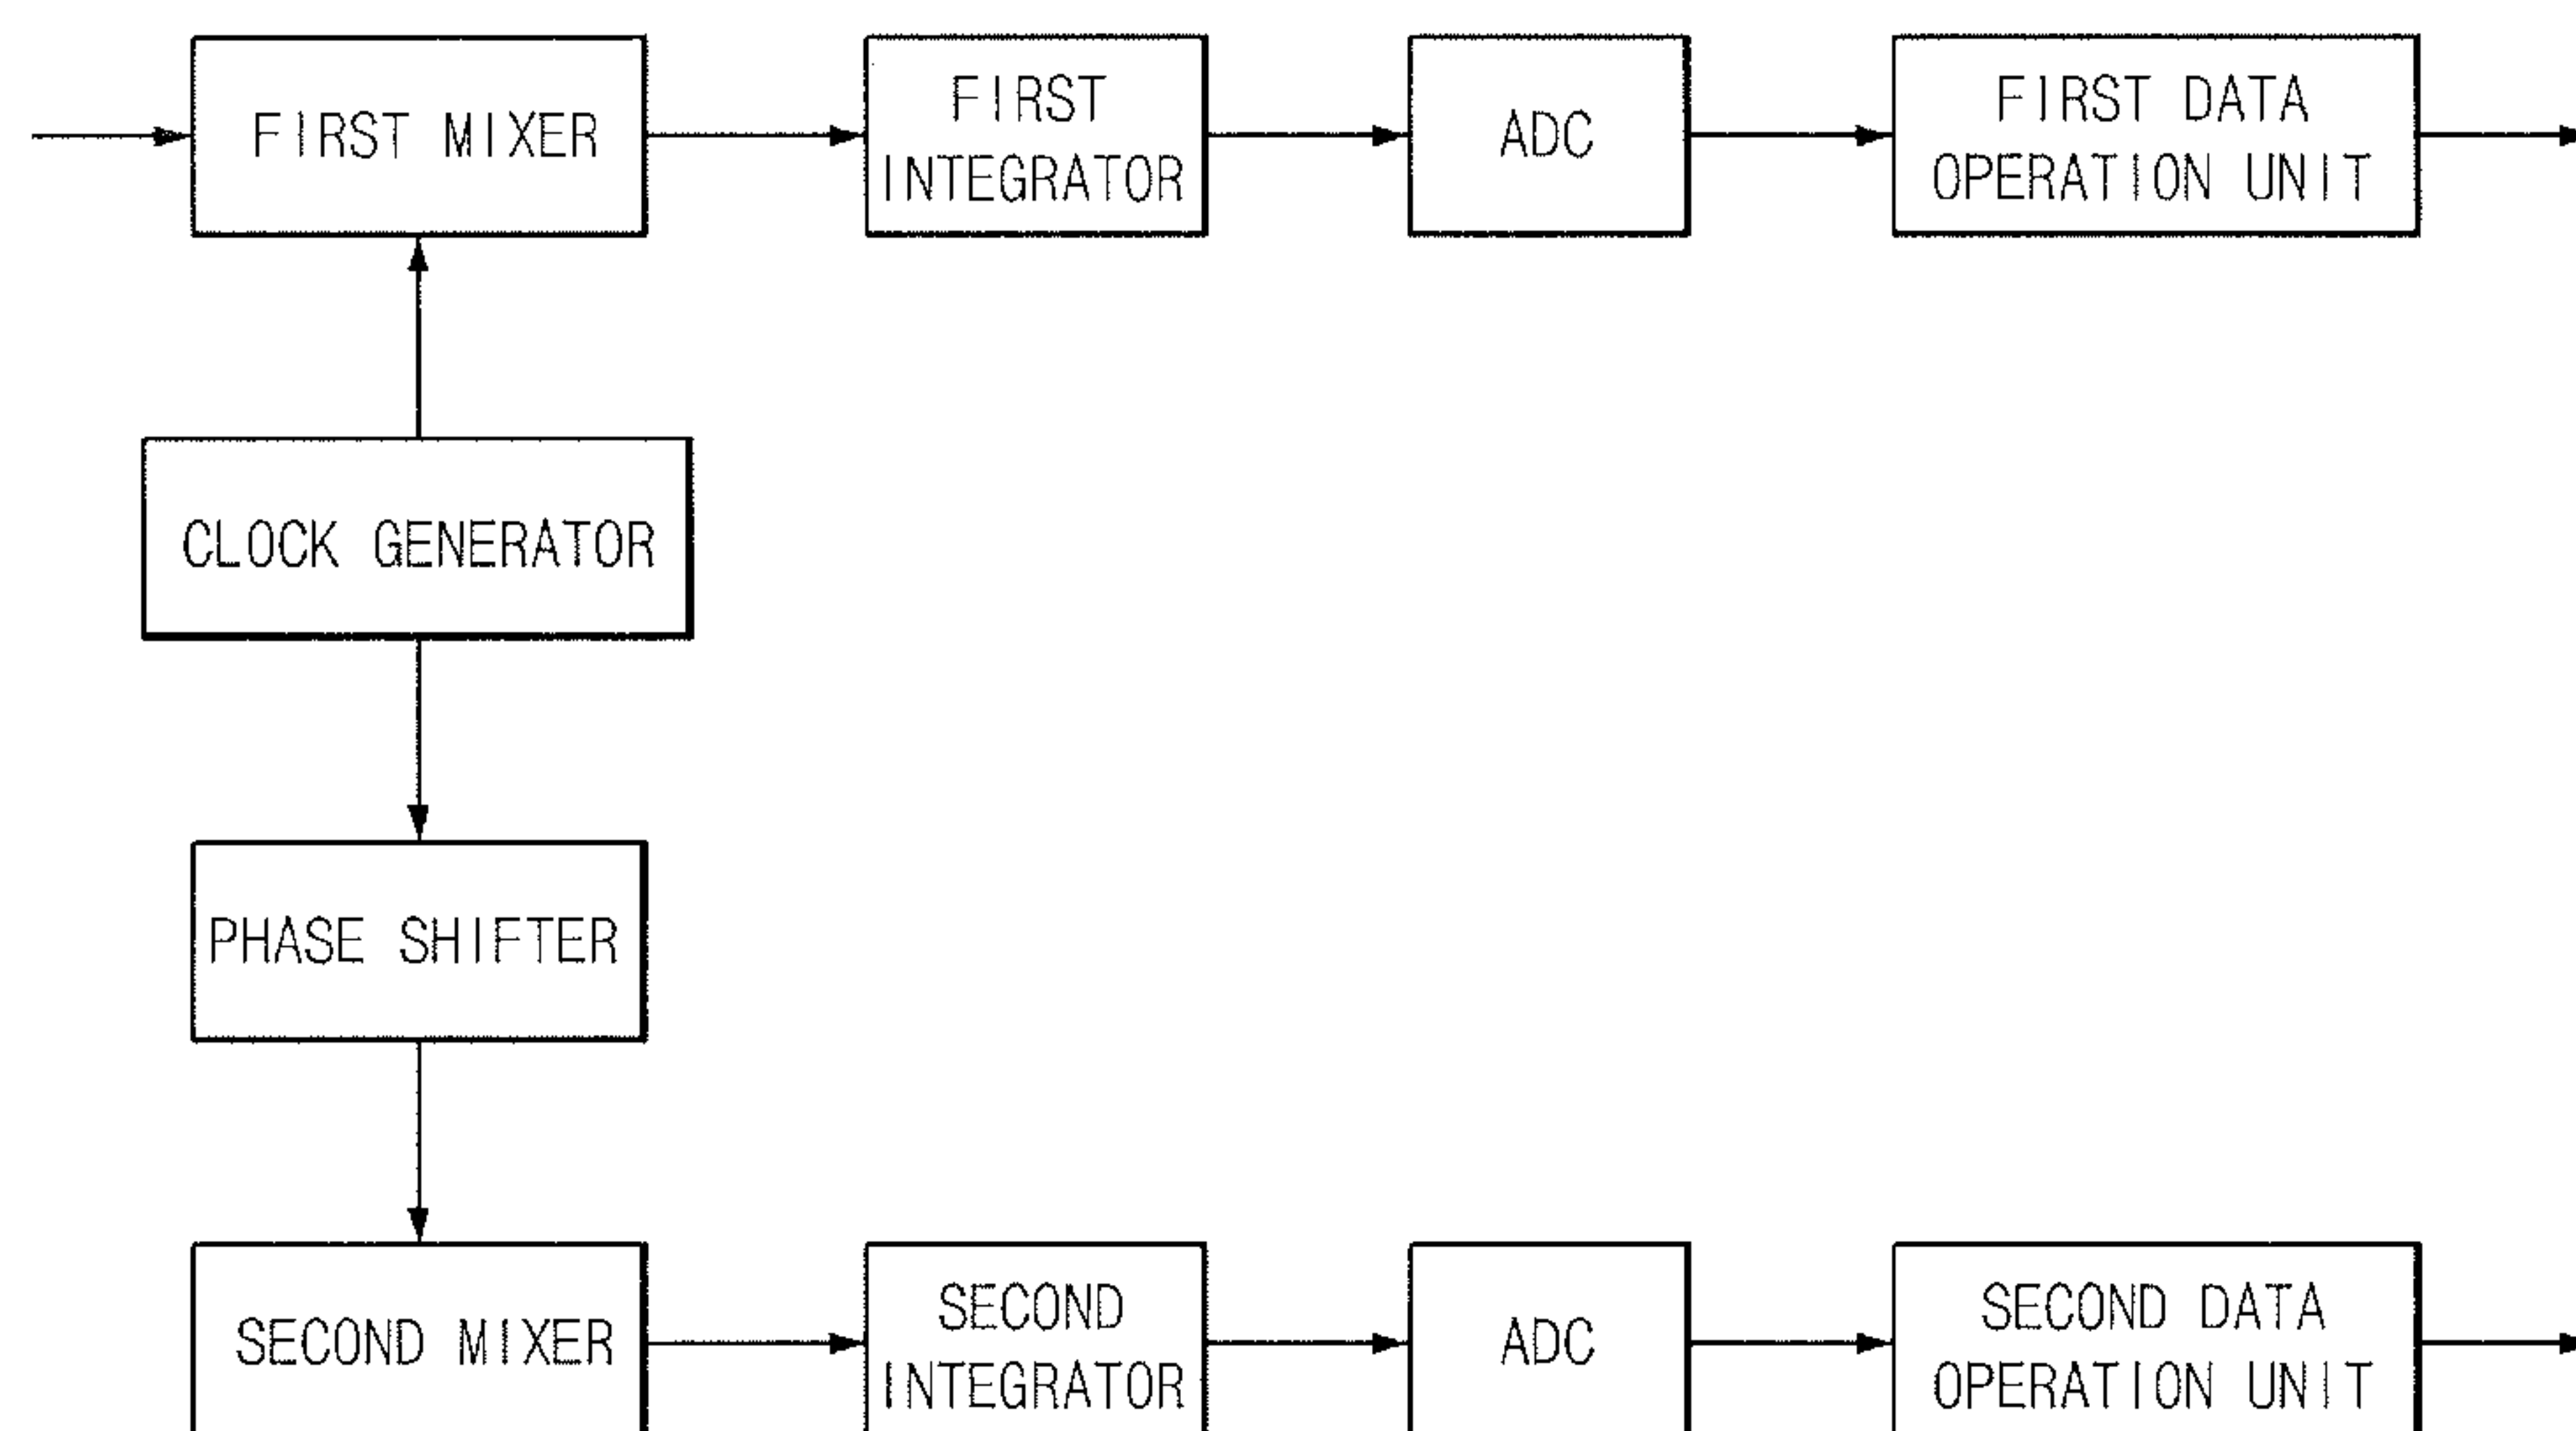 FIRST MIXER
FIRST
INTEGRATOR
ADC
FIRST DATA
OPERATION UNIT
CLOCK GENERATOR
PHASE SHIFTER
SECOND MIXER
SECOND
INTEGRATOR
ADC
SECOND DATA
OPERATION UNIT